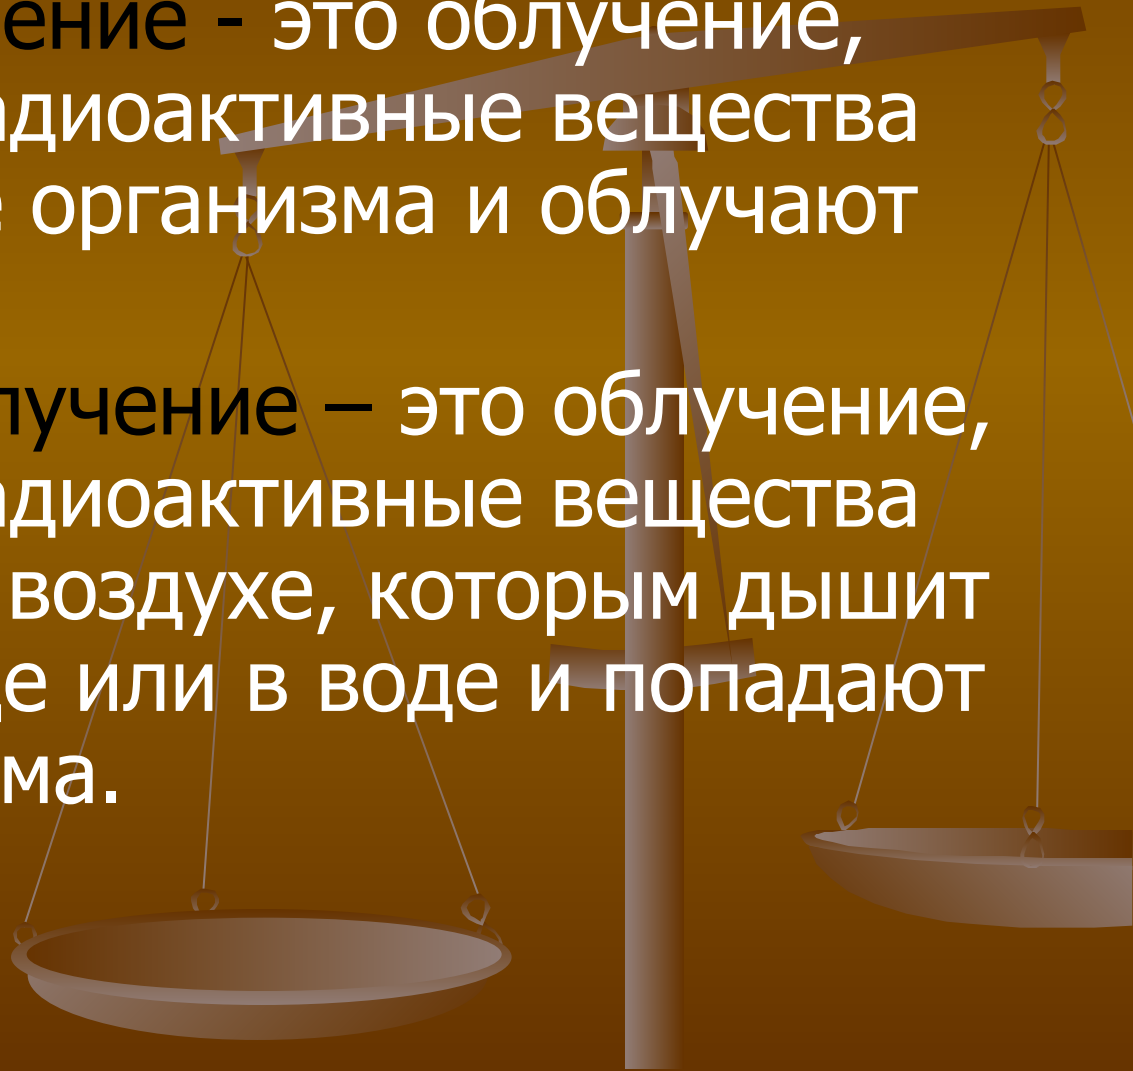 ение - это облучение,
адиоактивные вещества
е организма и облучают
лучение – это облучение,
адиоактивные вещества
воздухе, которым дышит
де или в воде и попадают
ма.